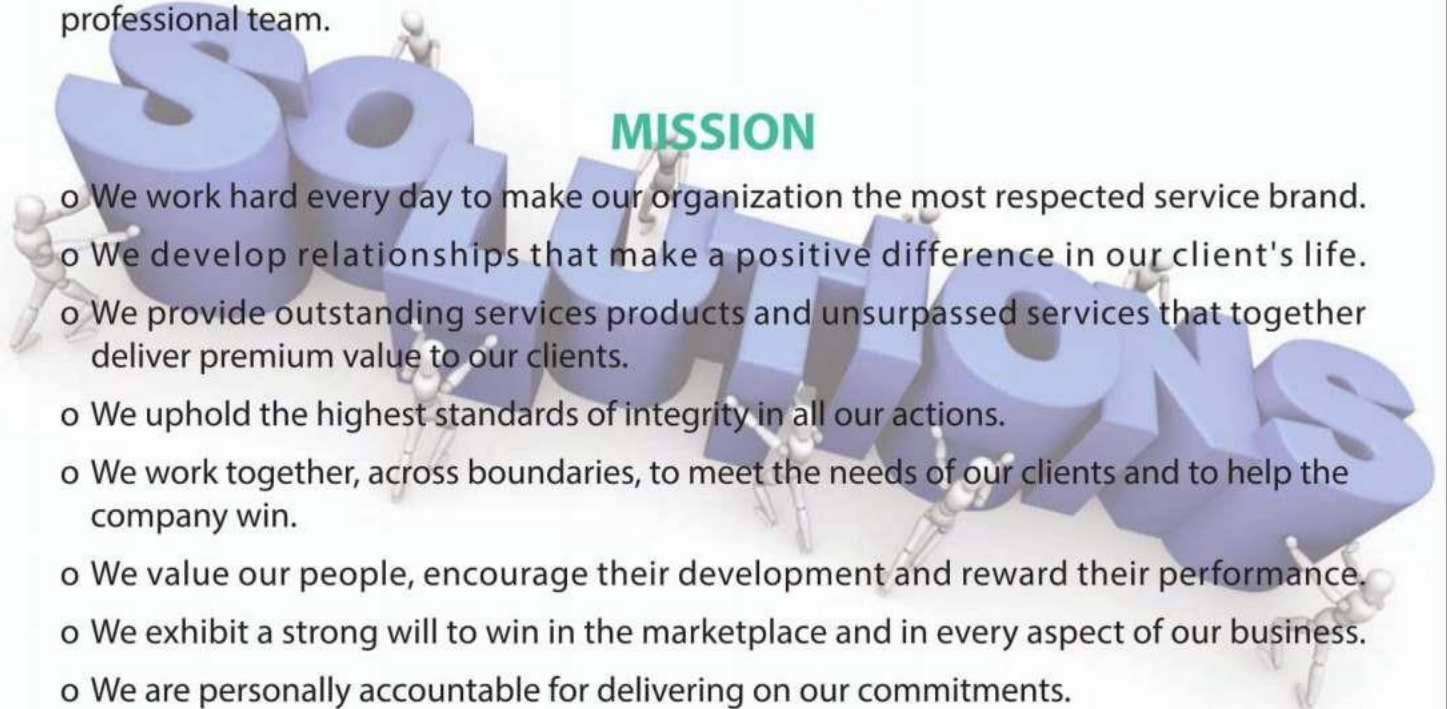 professional team.
SOLUTIONS
MISSION
o We work hard every day to make our organization the most respected service brand.
o We develop relationships that make a positive difference in our client's life.
o We provide outstanding services products and unsurpassed services that together
deliver premium value to our clients.
o We uphold the highest standards of integrity in all our actions.
o We work together, across boundaries, to meet the needs of our clients and to help the
company win.
o We value our people, encourage their development and reward their performance.
o We exhibit a strong will to win in the marketplace and in every aspect of our business.
o We are personally accountable for delivering on our commitments.